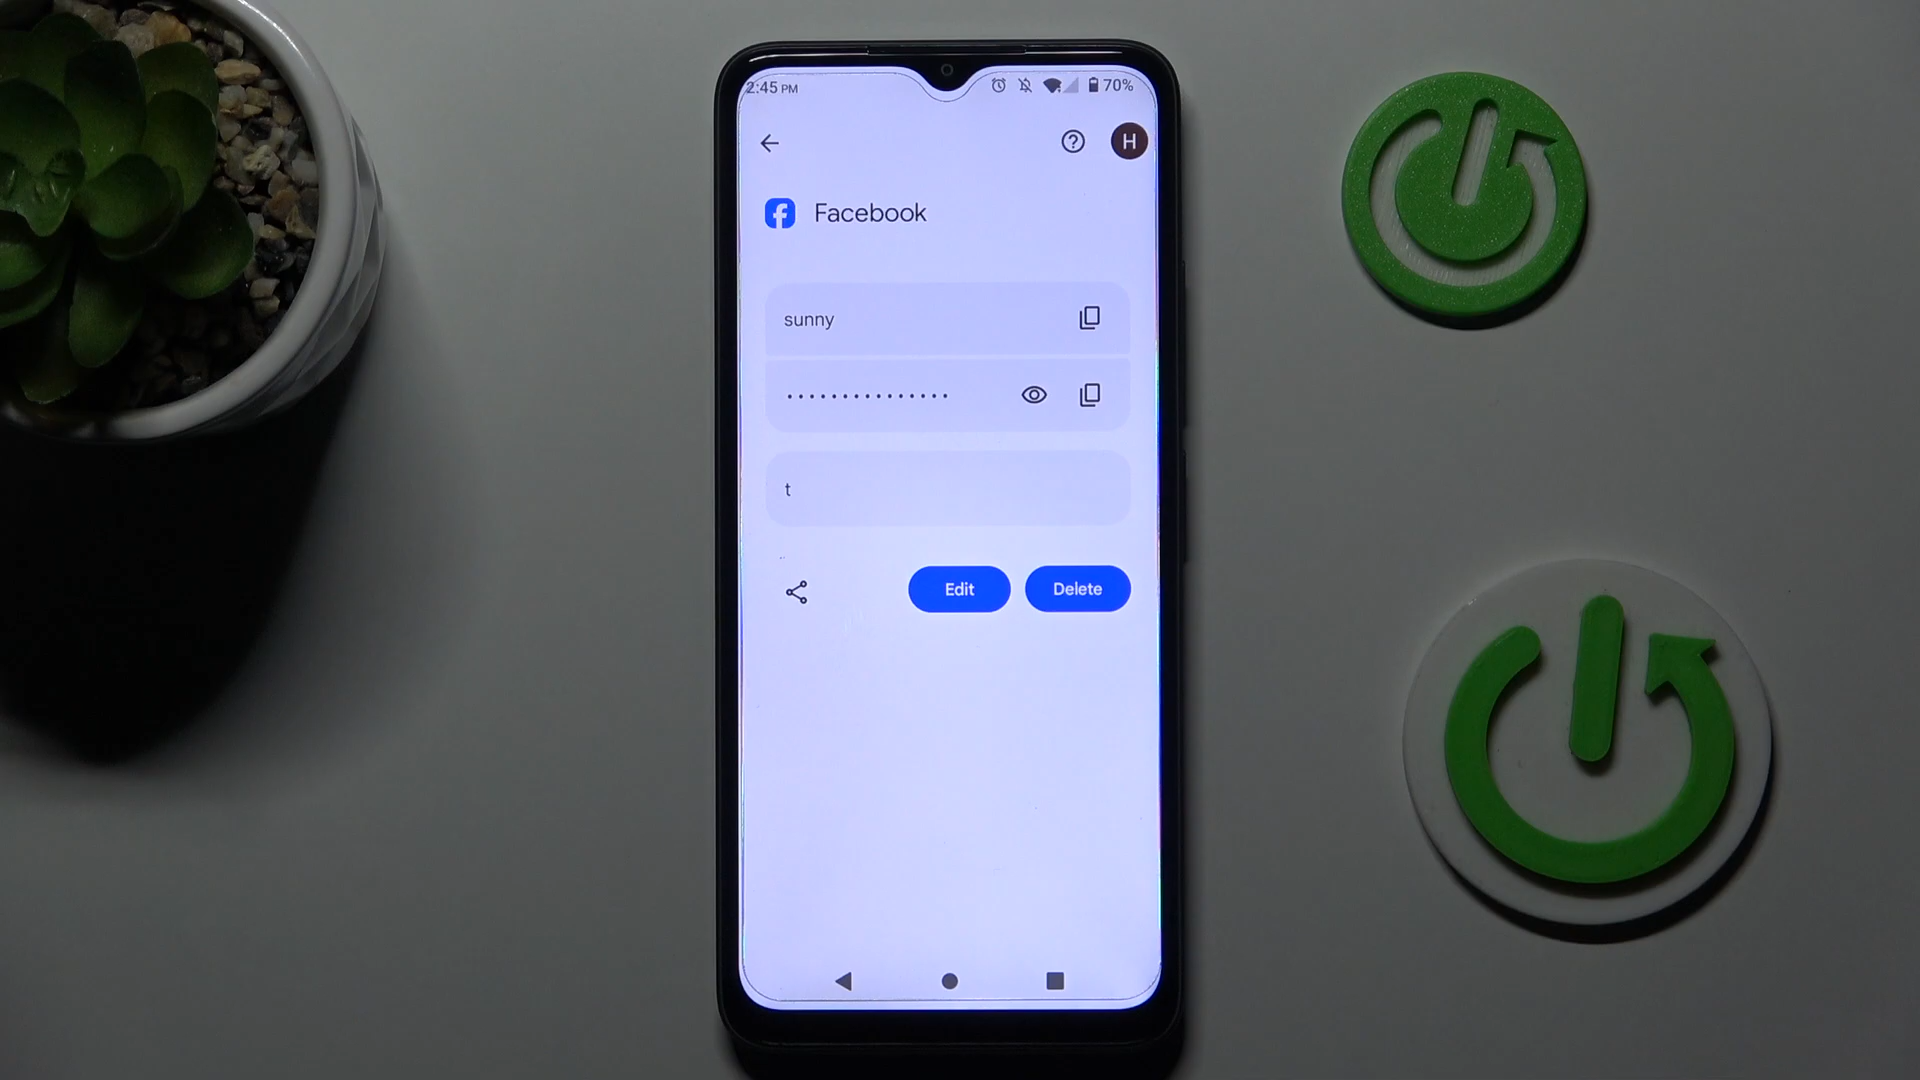 2:45 PM 70%
H
Facebook
sunny
•••••••••••••••
t
Edit Delete